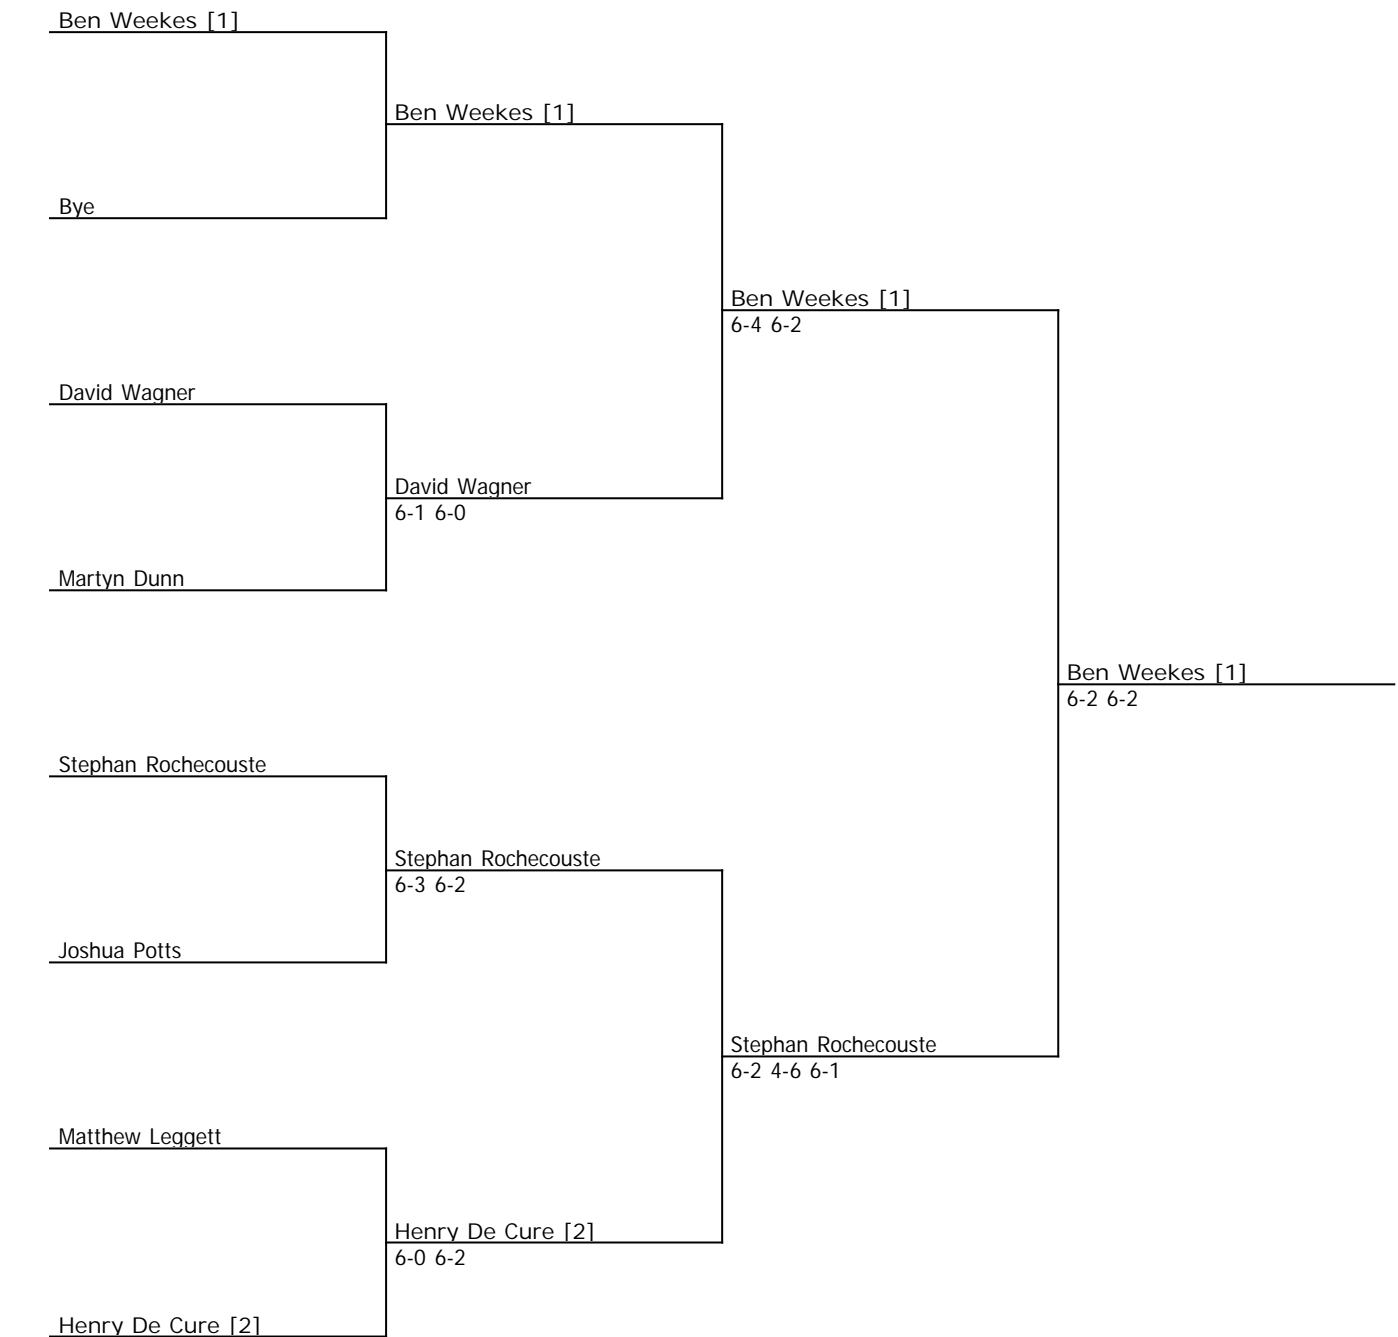 Ben Weekes [1]
Ben Weekes [1]
Bye
Ben Weekes [1]
6-4 6-2
David Wagner
David Wagner
6-1 6-0
Martyn Dunn
Ben Weekes [1]
6-2 6-2
Stephan Rochecouste
Stephan Rochecouste
6-3 6-2
Joshua Potts
Stephan Rochecouste
6-2 4-6 6-1
Matthew Leggett
Henry De Cure [2]
6-0 6-2
Henry De Cure [2]